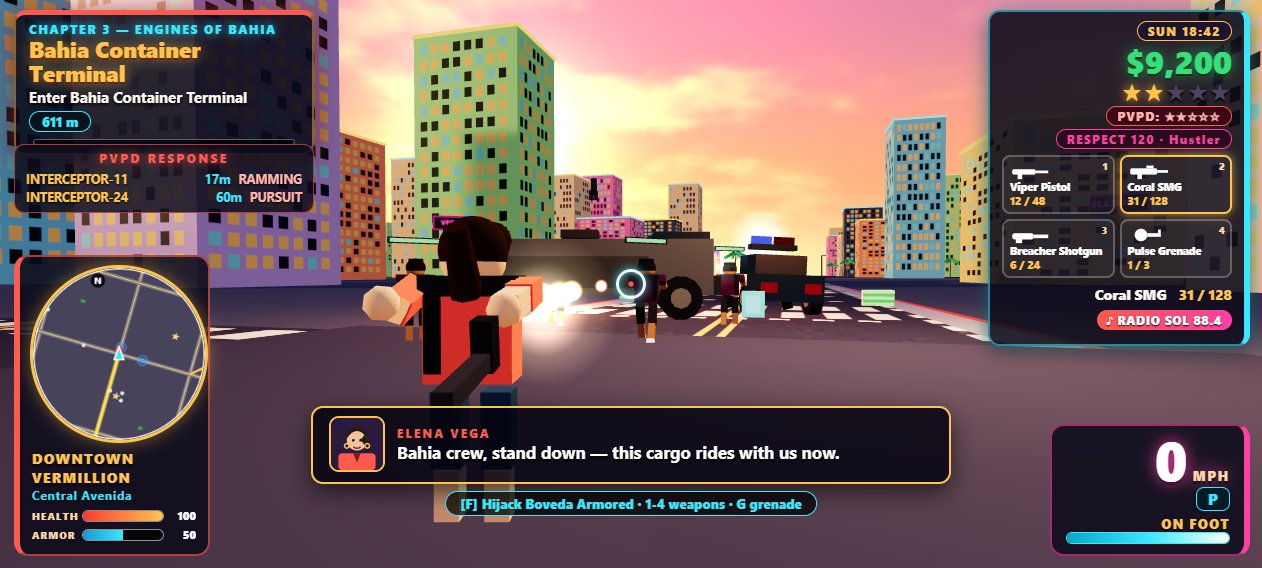 CHAPTER 3 — ENGINES OF BAHIA
Bahia Container
Terminal
Enter Bahia Container Terminal
611 m
PVPD RESPONSE
INTERCEPTOR-11 17m RAMMING
INTERCEPTOR-24 60m PURSUIT
N
DOWNTOWN
VERMILLION
Central Avenida
HEALTH 100
ARMOR 50
ELENA VEGA
Bahia crew, stand down — this cargo rides with us now.
[F] Hijack Boveda Armored · 1-4 weapons · G grenade
SUN 18:42
$9,200
★★★★★
PVPD: ★★★★★
RESPECT 120 · Hustler
1
Viper Pistol
12 / 48
2
Coral SMG
31 / 128
3
Breacher Shotgun
6 / 24
4
Pulse Grenade
1 / 3
Coral SMG 31 / 128
♪ RADIO SOL 88.4
0 MPH
P
ON FOOT